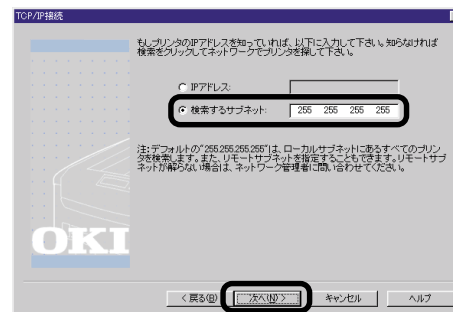 TCP/IP接続
もしプリンタのIPアドレスを知っていれば、以下に入力して下さい。知らなければ
検索をクリックしてネットワークでプリンタを探して下さい。
IPアドレス:
検索するサブネット: 255 255 255 255
注:デフォルトの"255.255.255.255"は、ローカルサブネットにあるすべてのプリン
タを検索します。また、リモートサブネットを指定することもできます。リモートサブ
ネットが解らない場合は、ネットワーク管理者に問い合わせてください。
OKI
< 戻る(B) 次へ(N) > キャンセル ヘルプ